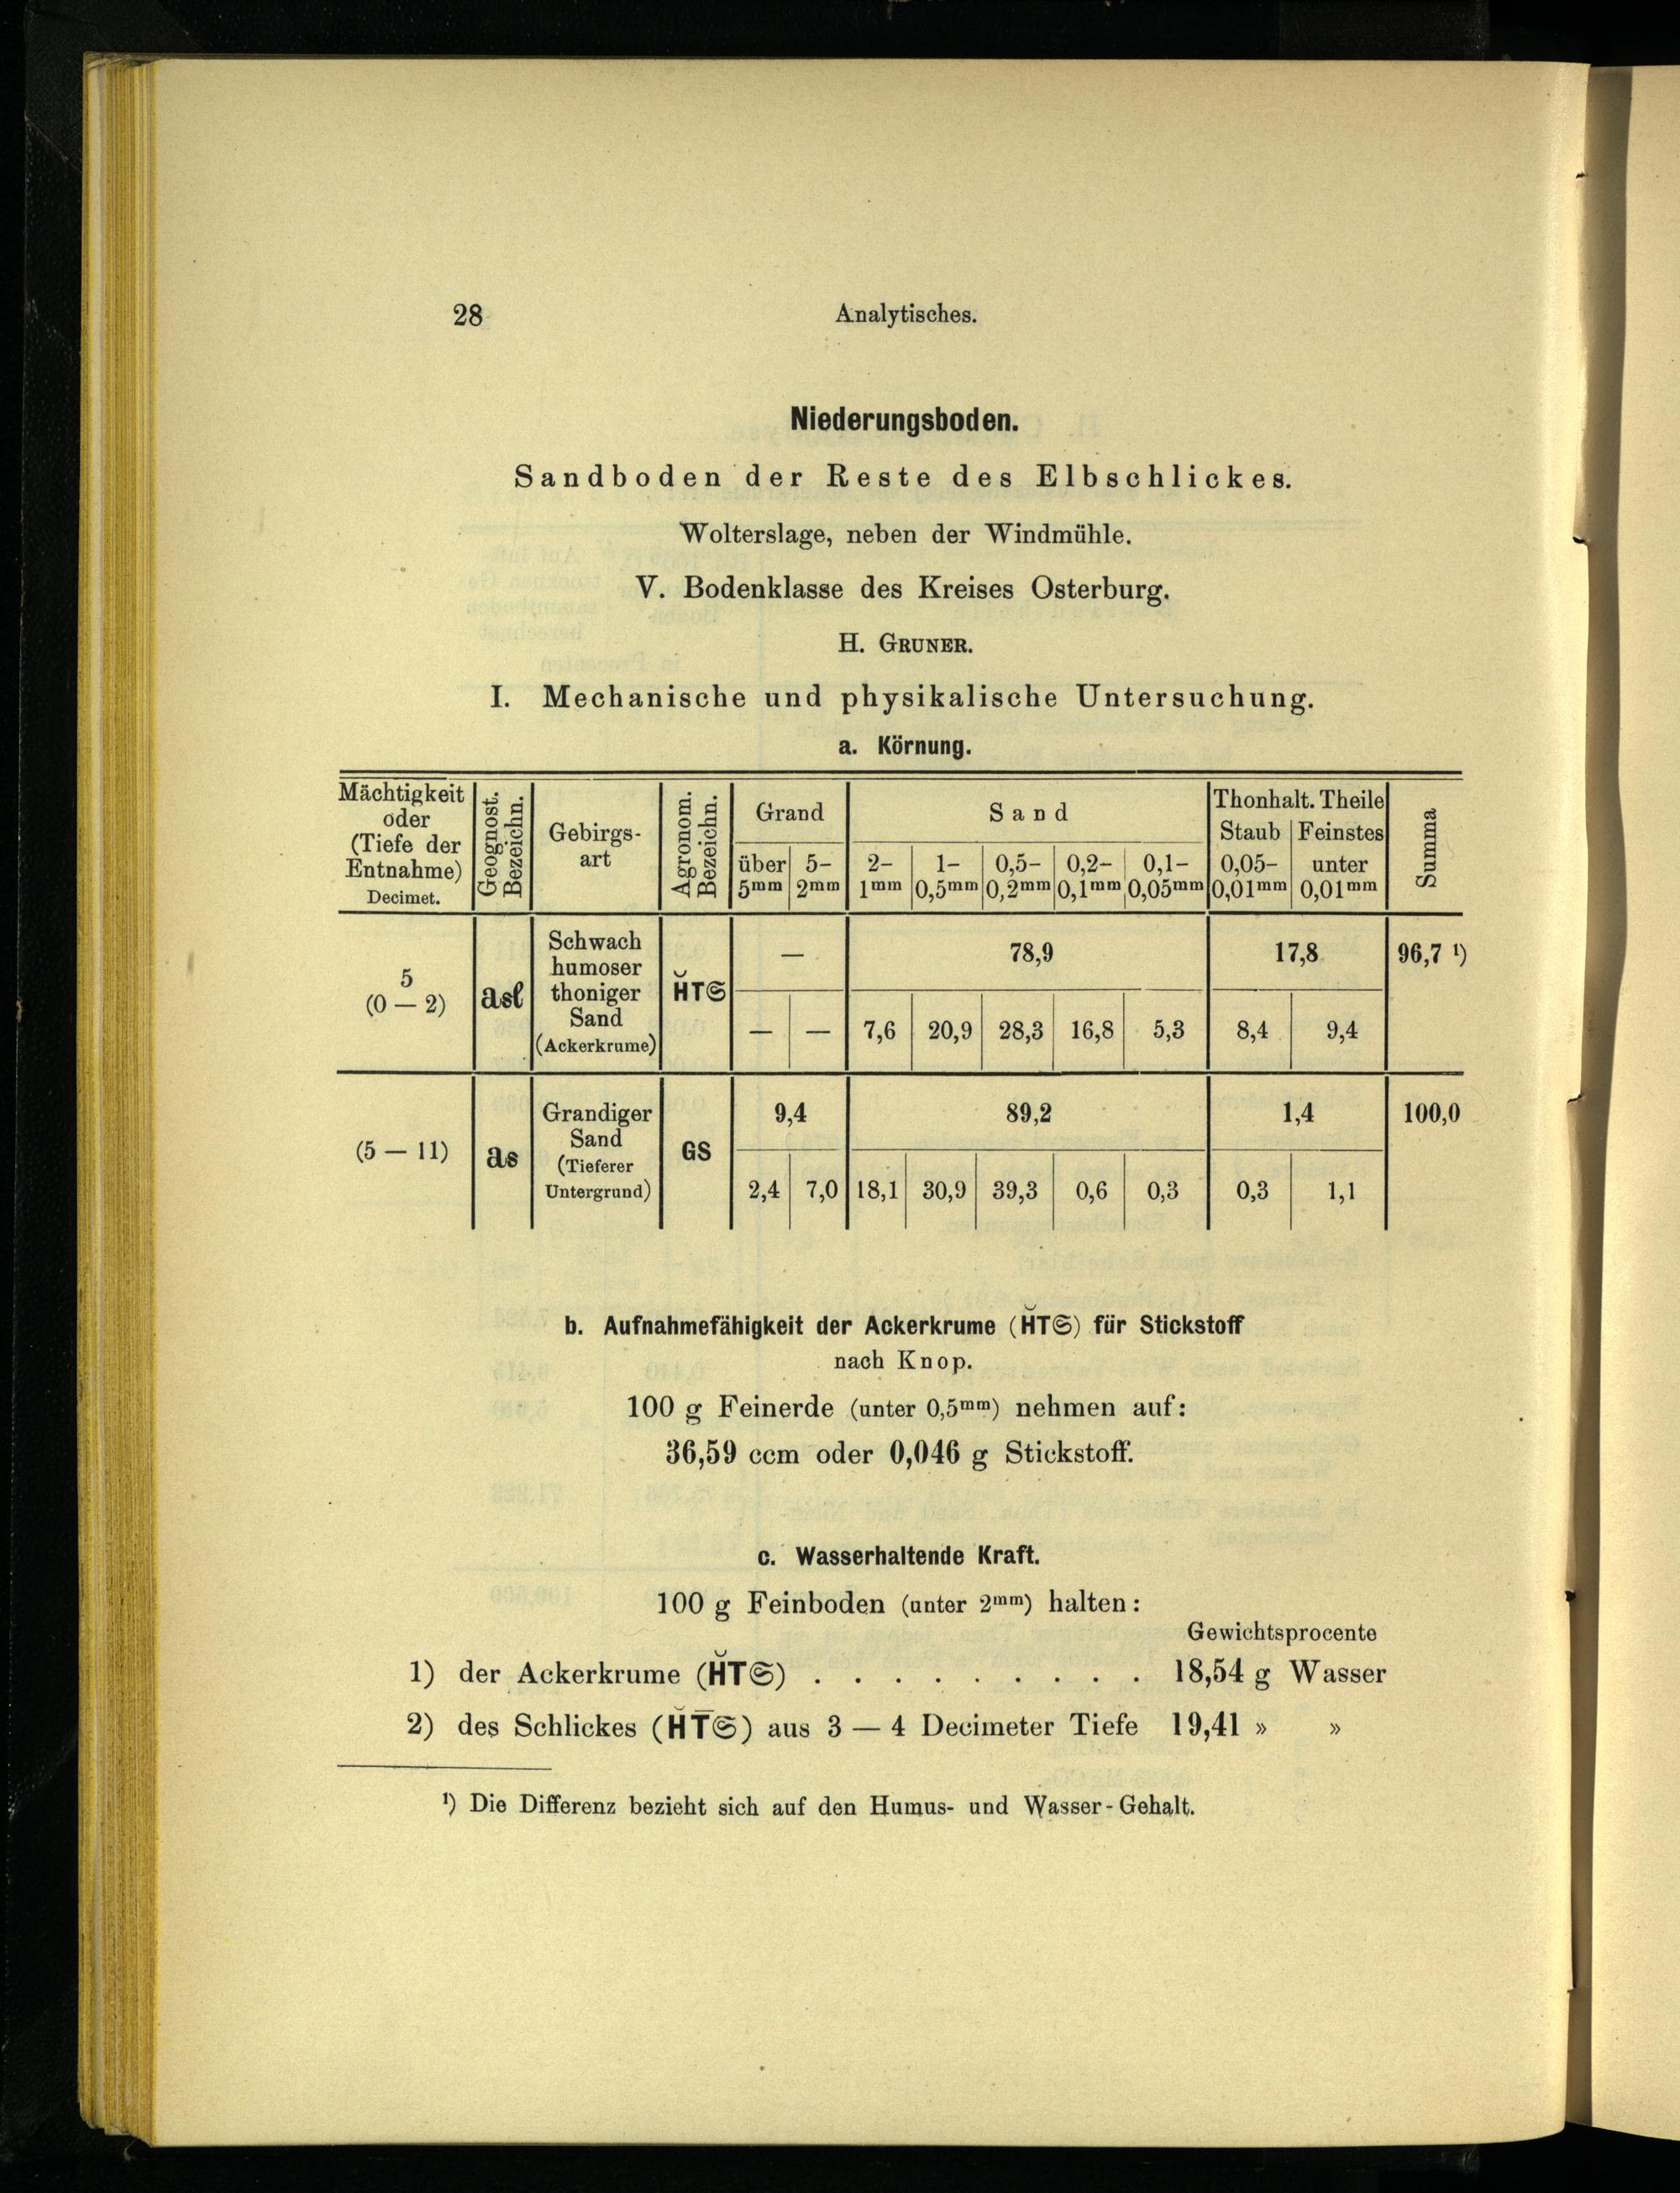 28 Analytisches.
Niederungsboden.
Sandboden der Reste des Elbschlickes.
Wolterslage, neben der Windmühle.
V. Bodenklasse des Kreises Osterburg.
H. GRUNER.
I. Mechanische und physikalische Untersuchung.
a. Körnung.
Mächtigkeit oder (Tiefe der Entnahme) Decimet. | Geognost. Bezeichn. | Gebirgs-art | Agronom. Bezeichn. | Grand | Sand | Thonhalt. Theile | Summa
Staub | Feinstes
über 5mm | 5–2mm | 2–1mm | 1–0,5mm | 0,5–0,2mm | 0,2–0,1mm | 0,1–0,05mm | 0,05–0,01mm | unter 0,01mm
5 (0 — 2) | asl | Schwach humoser thoniger Sand (Ackerkrume) | H̆TS | — | 78,9 | 17,8 | 96,7 ¹)
— | — | 7,6 | 20,9 | 28,3 | 16,8 | 5,3 | 8,4 | 9,4
(5 — 11) | as | Grandiger Sand (Tieferer Untergrund) | GS | 9,4 | 89,2 | 1,4 | 100,0
2,4 | 7,0 | 18,1 | 30,9 | 39,3 | 0,6 | 0,3 | 0,3 | 1,1
b. Aufnahmefähigkeit der Ackerkrume (H̆TS) für Stickstoff
nach Knop.
100 g Feinerde (unter 0,5mm) nehmen auf:
36,59 ccm oder 0,046 g Stickstoff.
c. Wasserhaltende Kraft.
100 g Feinboden (unter 2mm) halten:
Gewichtsprocente
1) der Ackerkrume (H̆TS) . . . . . . . . . . 18,54 g Wasser
2) des Schlickes (H̆T̄S) aus 3 — 4 Decimeter Tiefe 19,41 » »
¹) Die Differenz bezieht sich auf den Humus- und Wasser-Gehalt.